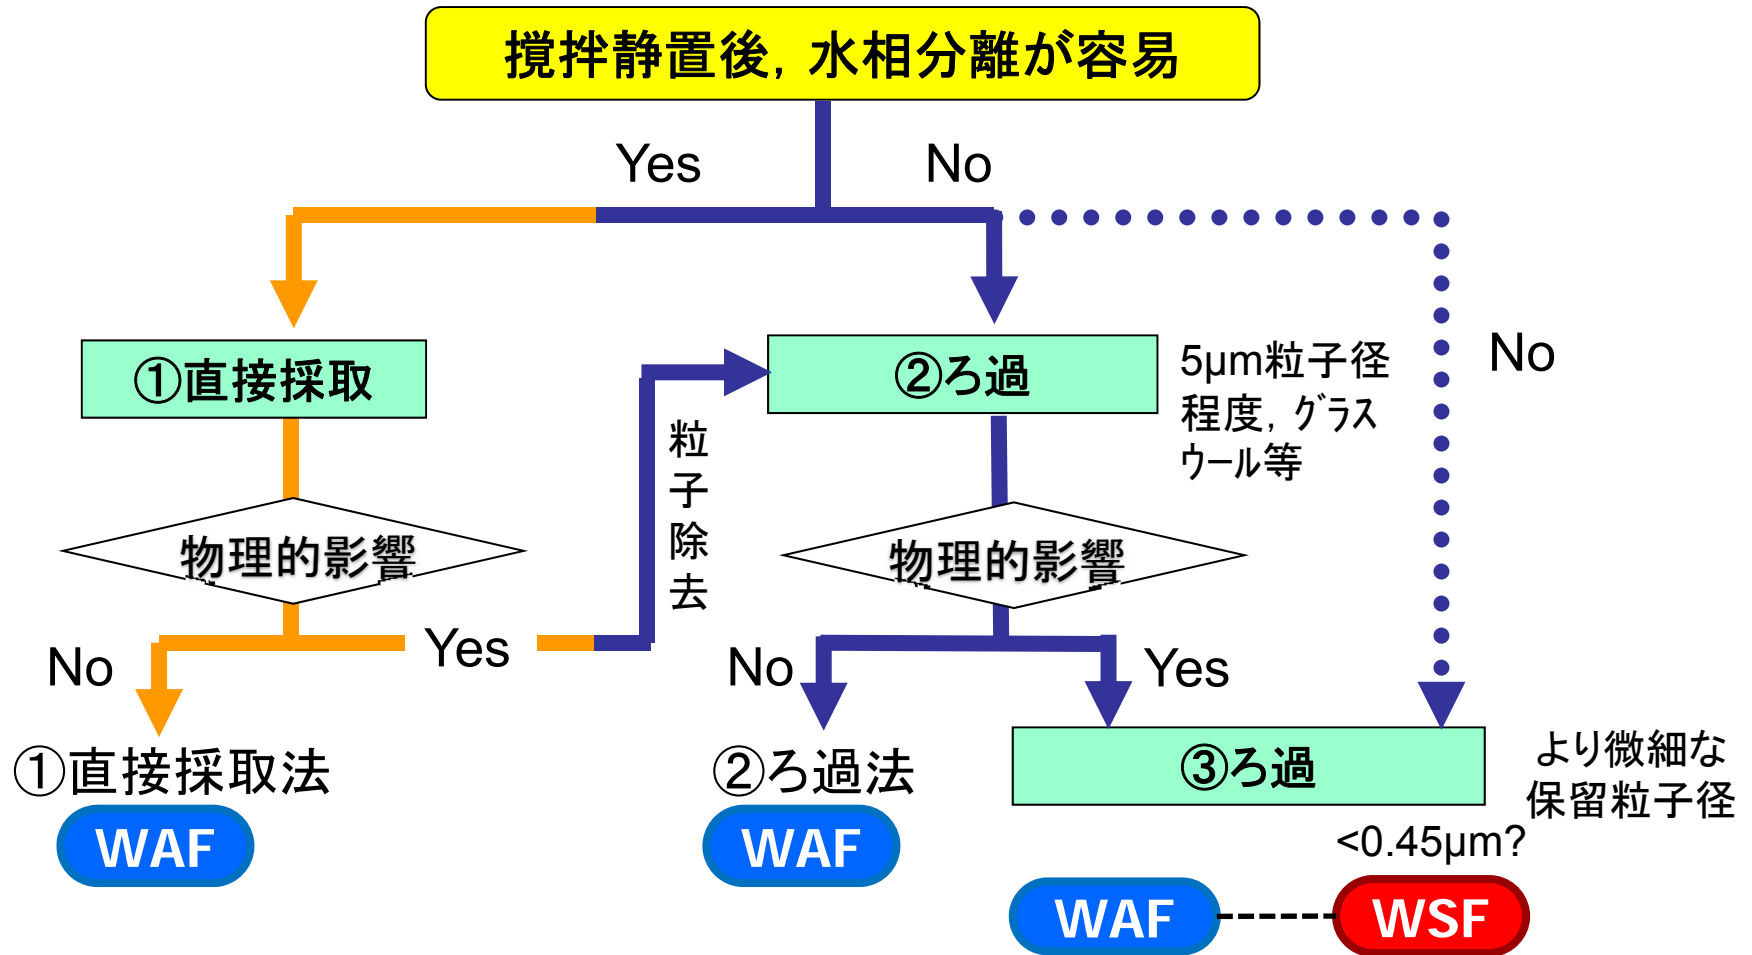 撹拌静置後，水相分離が容易
Yes
No
No
①直接採取
②ろ過
5μm粒子径
程度，ｸﾞﾗｽ
ｳｰﾙ等
粒子除去
物理的影響
物理的影響
No
Yes
No
Yes
①直接採取法
WAF
②ろ過法
WAF
③ろ過
より微細な
保留粒子径
<0.45μm?
WAF
WSF